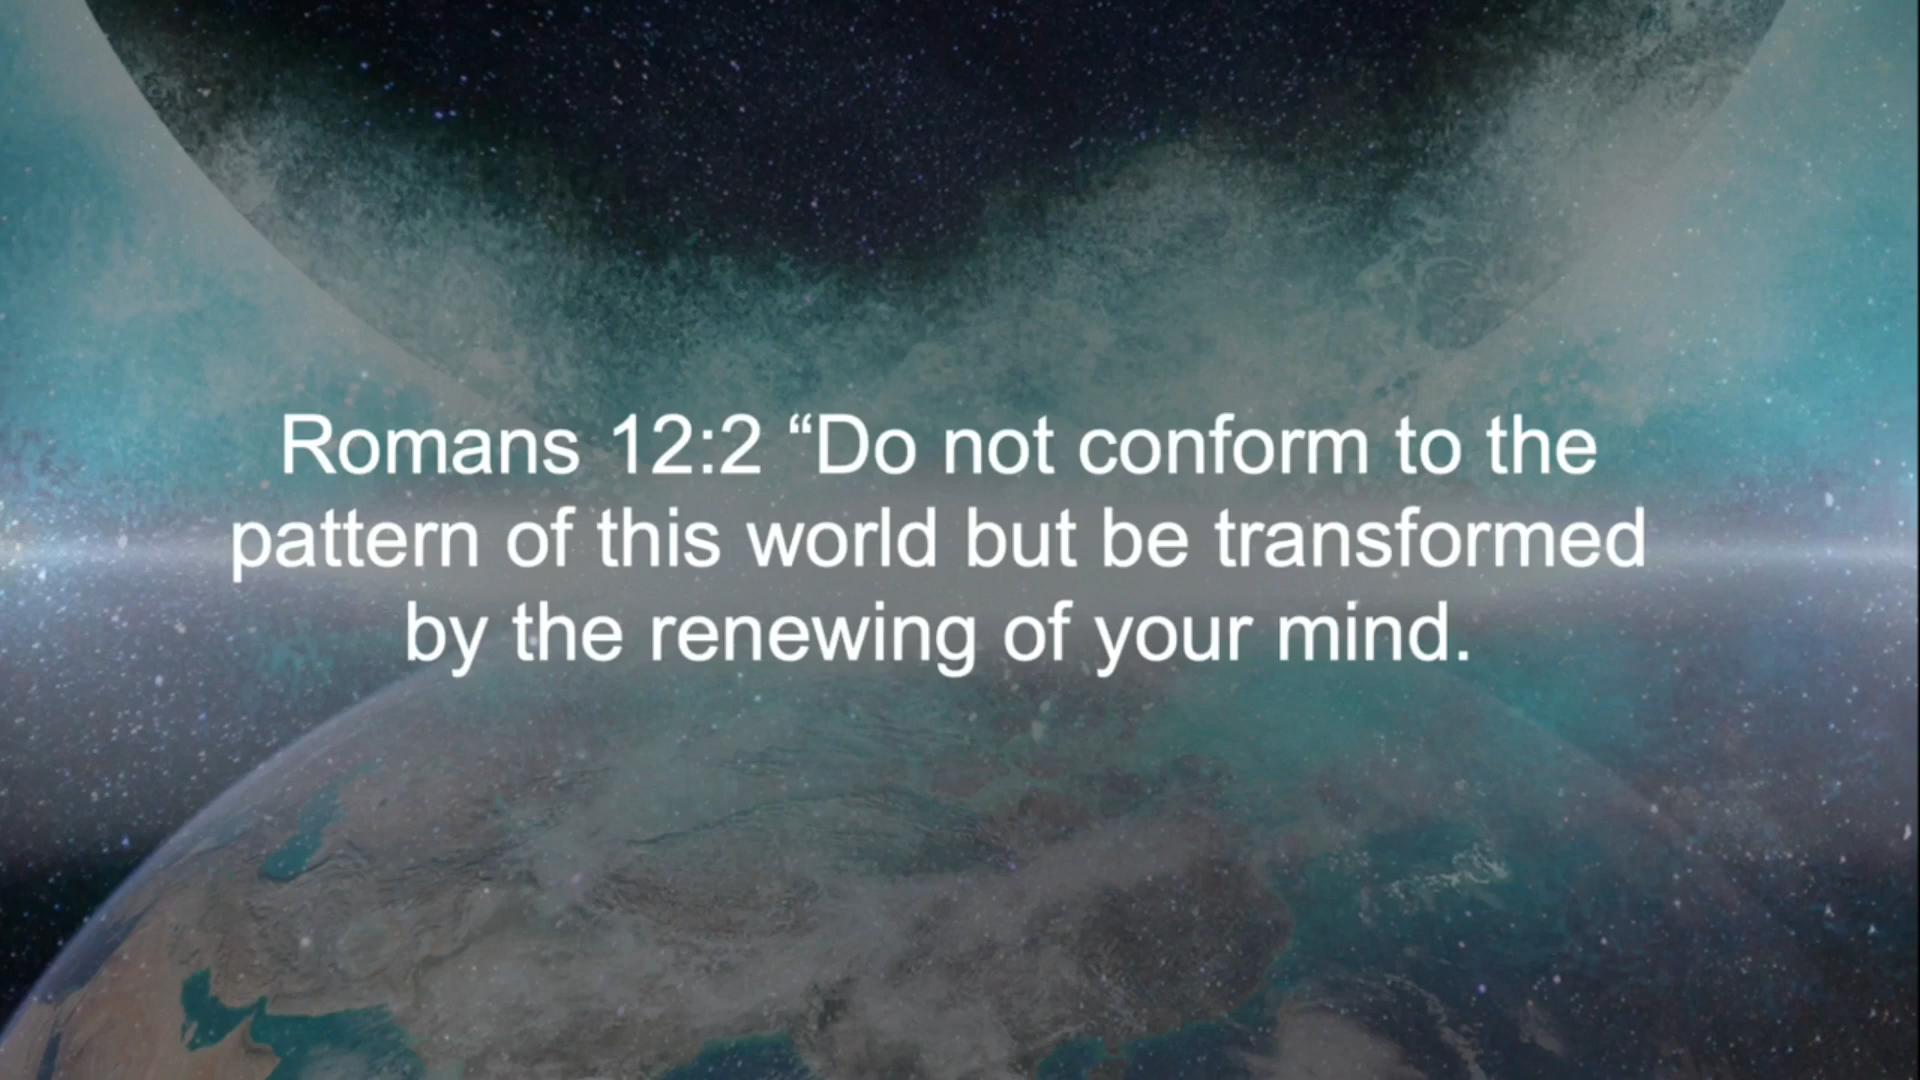 Romans 12:2 “Do not conform to the
pattern of this world but be transformed
by the renewing of your mind.